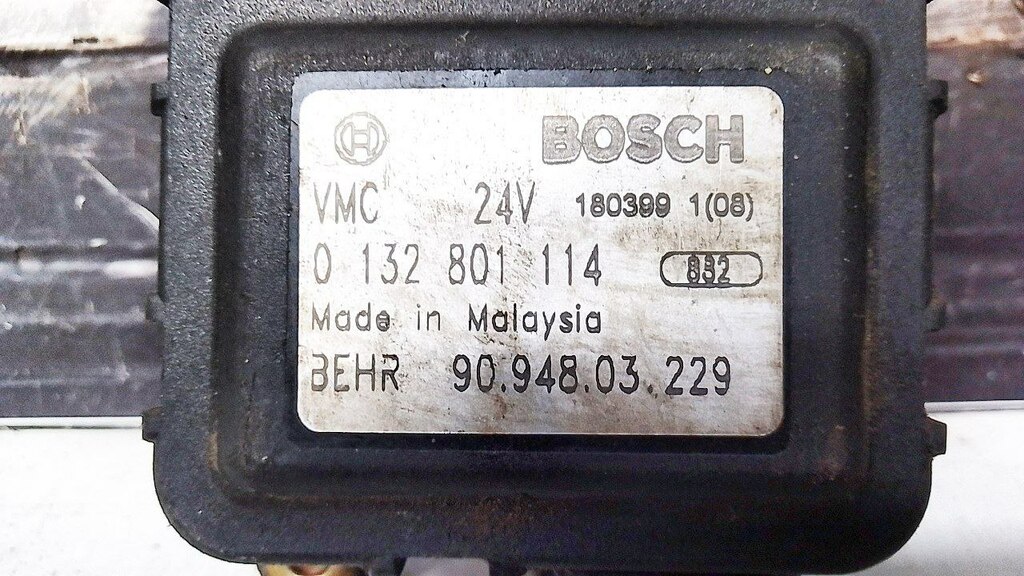 BOSCH
VMC 24V 180399 1(08)
0 132 801 114 832
Made in Malaysia
BEHR 90.948.03.229